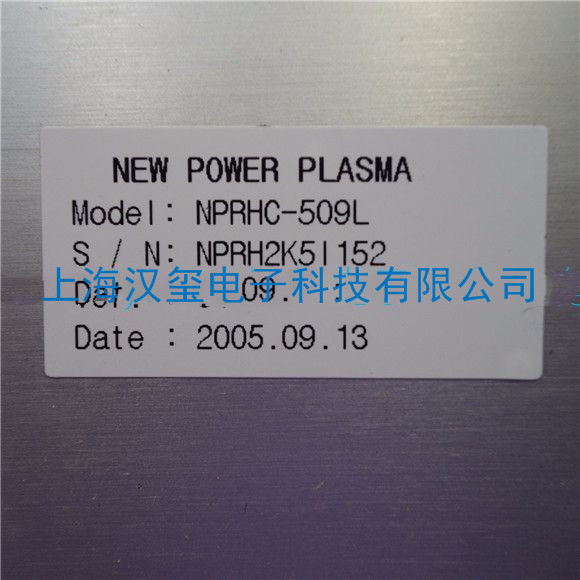 NEW POWER PLASMA
Model: NPRHC-509L
S / N: NPRH2K5I152
上海汉玺电子科技有限公司
09.
Date : 2005.09.13